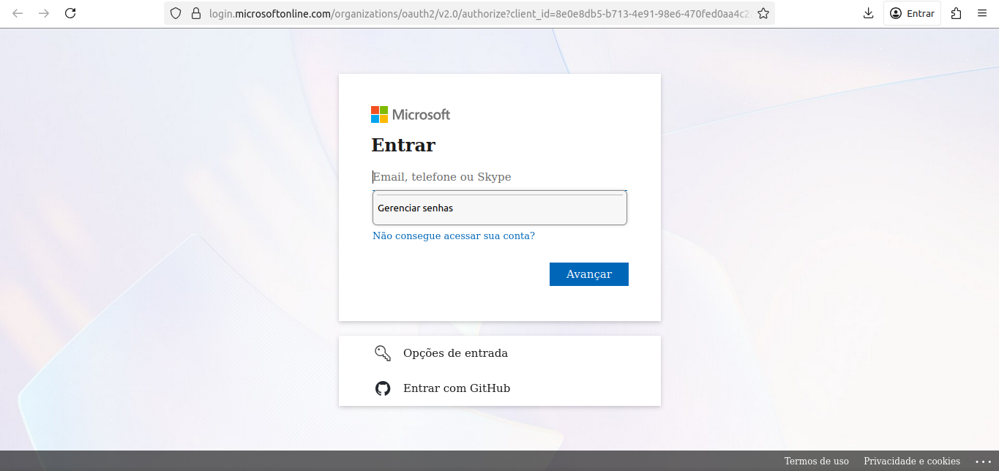 login.microsoftonline.com/organizations/oauth2/v2.0/authorize?client_id=8e0e8db5-b713-4e91-98e6-470fed0aa4c2
Entrar
Microsoft
Entrar
Email, telefone ou Skype
Gerenciar senhas
Não consegue acessar sua conta?
Avançar
Opções de entrada
Entrar com GitHub
Termos de uso
Privacidade e cookies